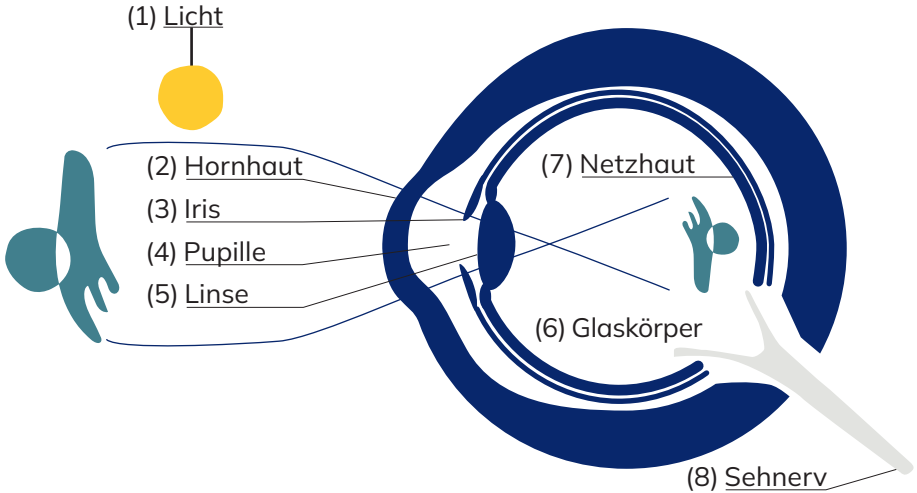 (1) Licht
(2) Hornhaut
(3) Iris
(4) Pupille
(5) Linse
(6) Glaskörper
(7) Netzhaut
(8) Sehnerv